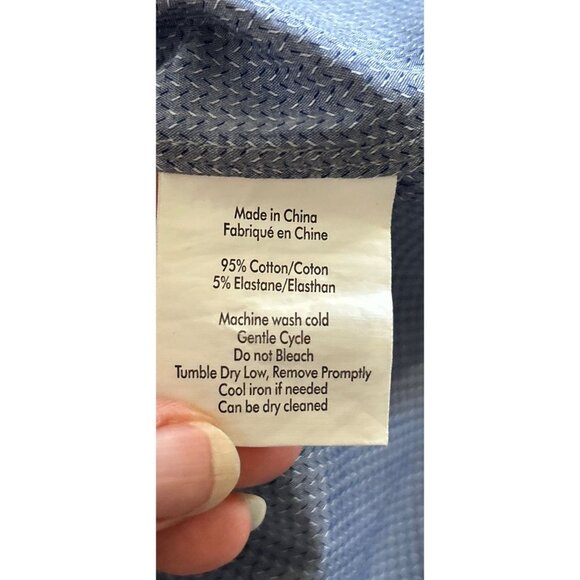 Made in China
Fabriqué en Chine
95% Cotton/Coton
5% Elastane/Elasthan
Machine wash cold
Gentle Cycle
Do not Bleach
Tumble Dry Low, Remove Promptly
Cool iron if needed
Can be dry cleaned